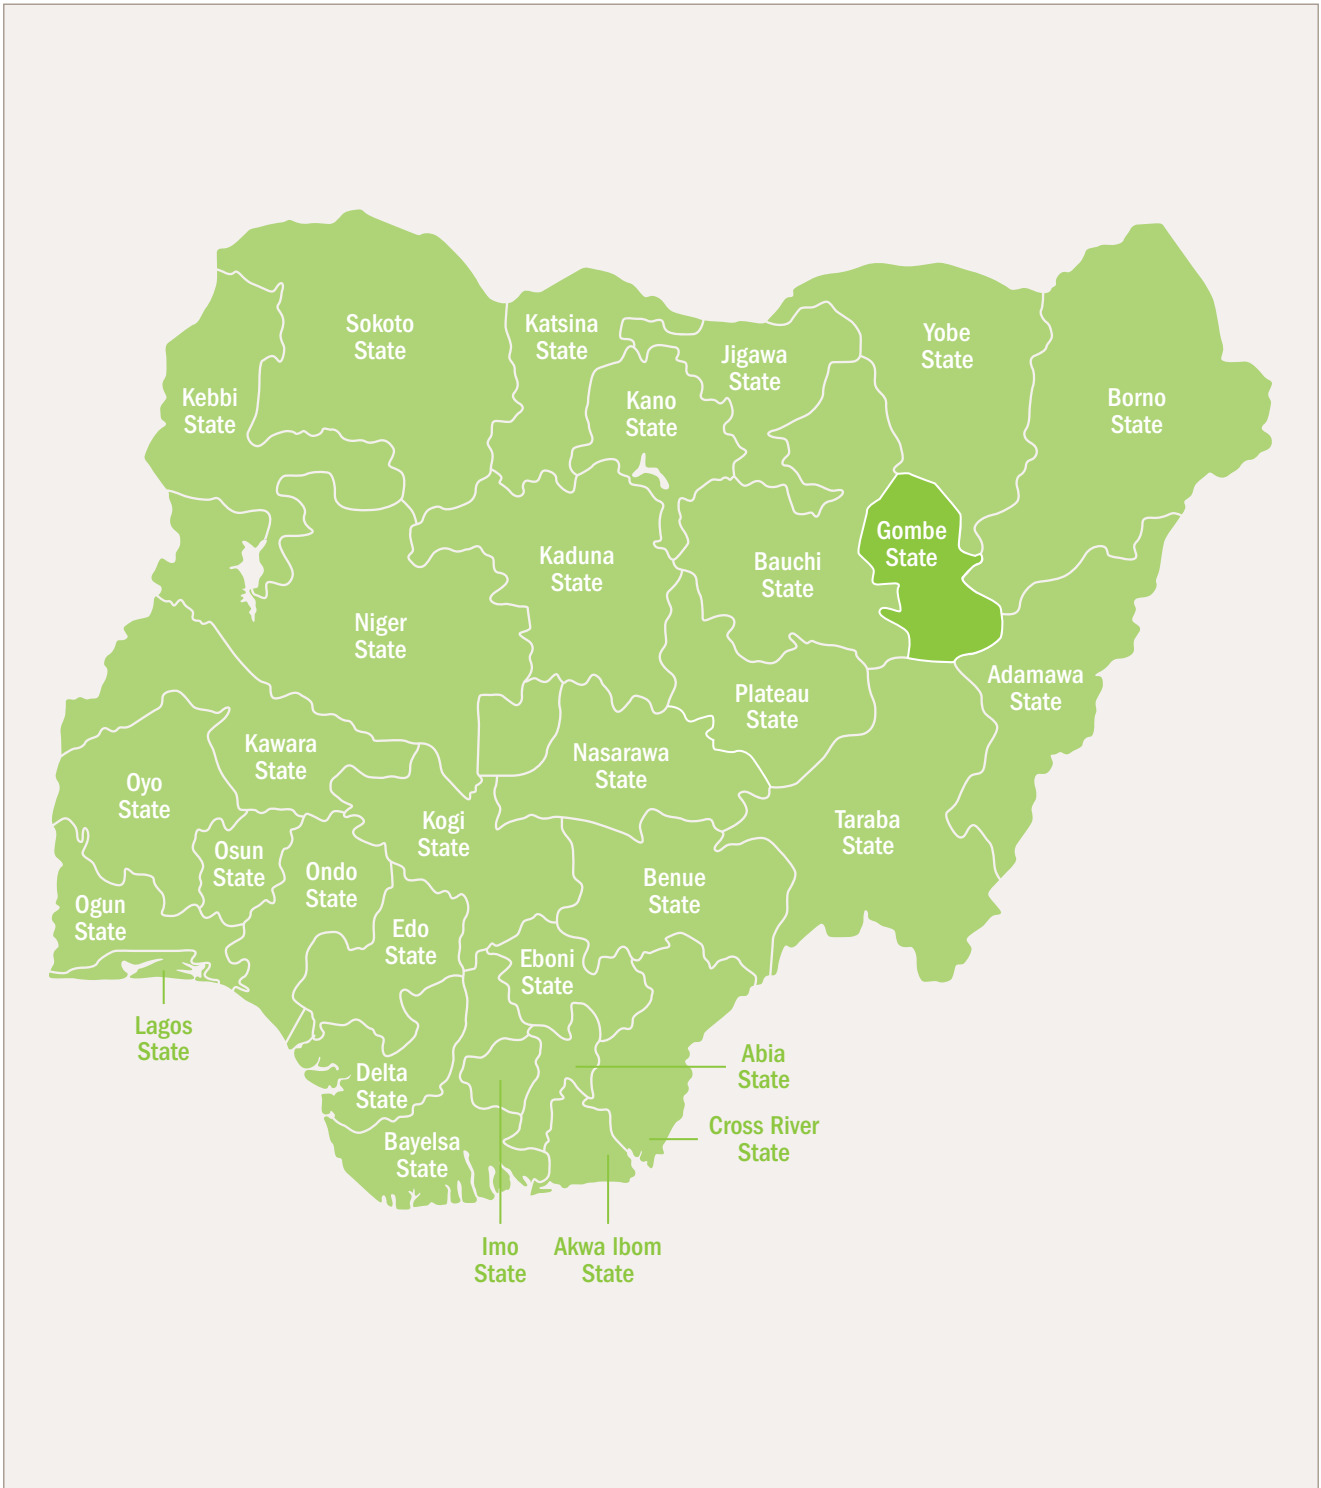 Sokoto
State
Katsina
State
Jigawa
State
Yobe
State
Kebbi
State
Kano
State
Borno
State
Gombe
State
Kaduna
State
Bauchi
State
Niger
State
Adamawa
State
Plateau
State
Kawara
State
Nasarawa
State
Oyo
State
Kogi
State
Taraba
State
Osun
State
Ondo
State
Benue
State
Ogun
State
Edo
State
Eboni
State
Lagos
State
Abia
State
Delta
State
Cross River
State
Bayelsa
State
Imo
State
Akwa Ibom
State